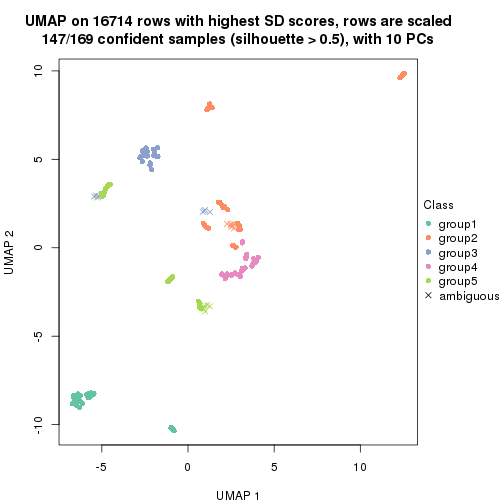 UMAP on 16714 rows with highest SD scores, rows are scaled
147/169 confident samples (silhouette > 0.5), with 10 PCs
10
5
0
-5
-10
UMAP 2
-5
0
5
10
UMAP 1
Class
group1
group2
group3
group4
group5
ambiguous